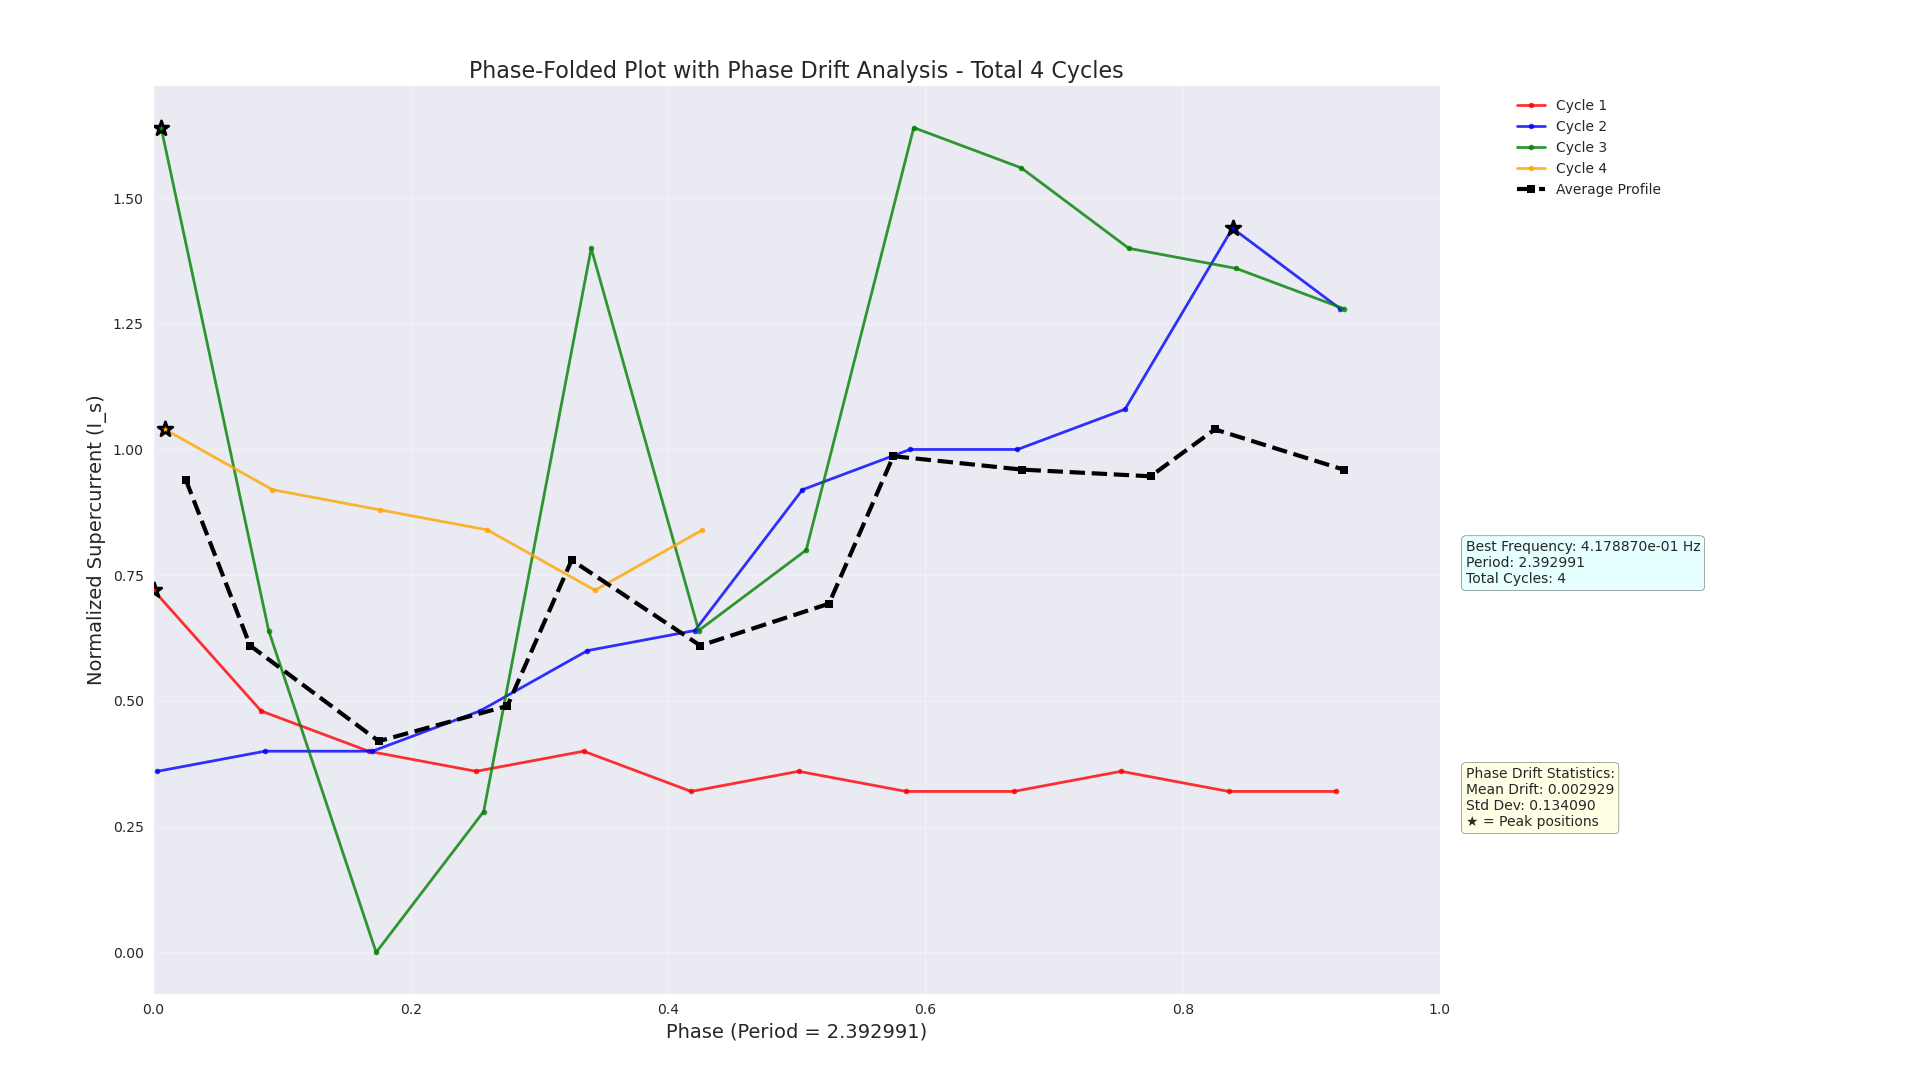 Phase-Folded Plot with Phase Drift Analysis - Total 4 Cycles
Normalized Supercurrent (I_s)
1.50
1.25
1.00
0.75
0.50
0.25
0.00
0.0
0.2
0.4
0.6
0.8
1.0
Phase (Period = 2.392991)
Cycle 1
Cycle 2
Cycle 3
Cycle 4
Average Profile
Best Frequency: 4.178870e-01 Hz
Period: 2.392991
Total Cycles: 4
Phase Drift Statistics:
Mean Drift: 0.002929
Std Dev: 0.134090
★ = Peak positions